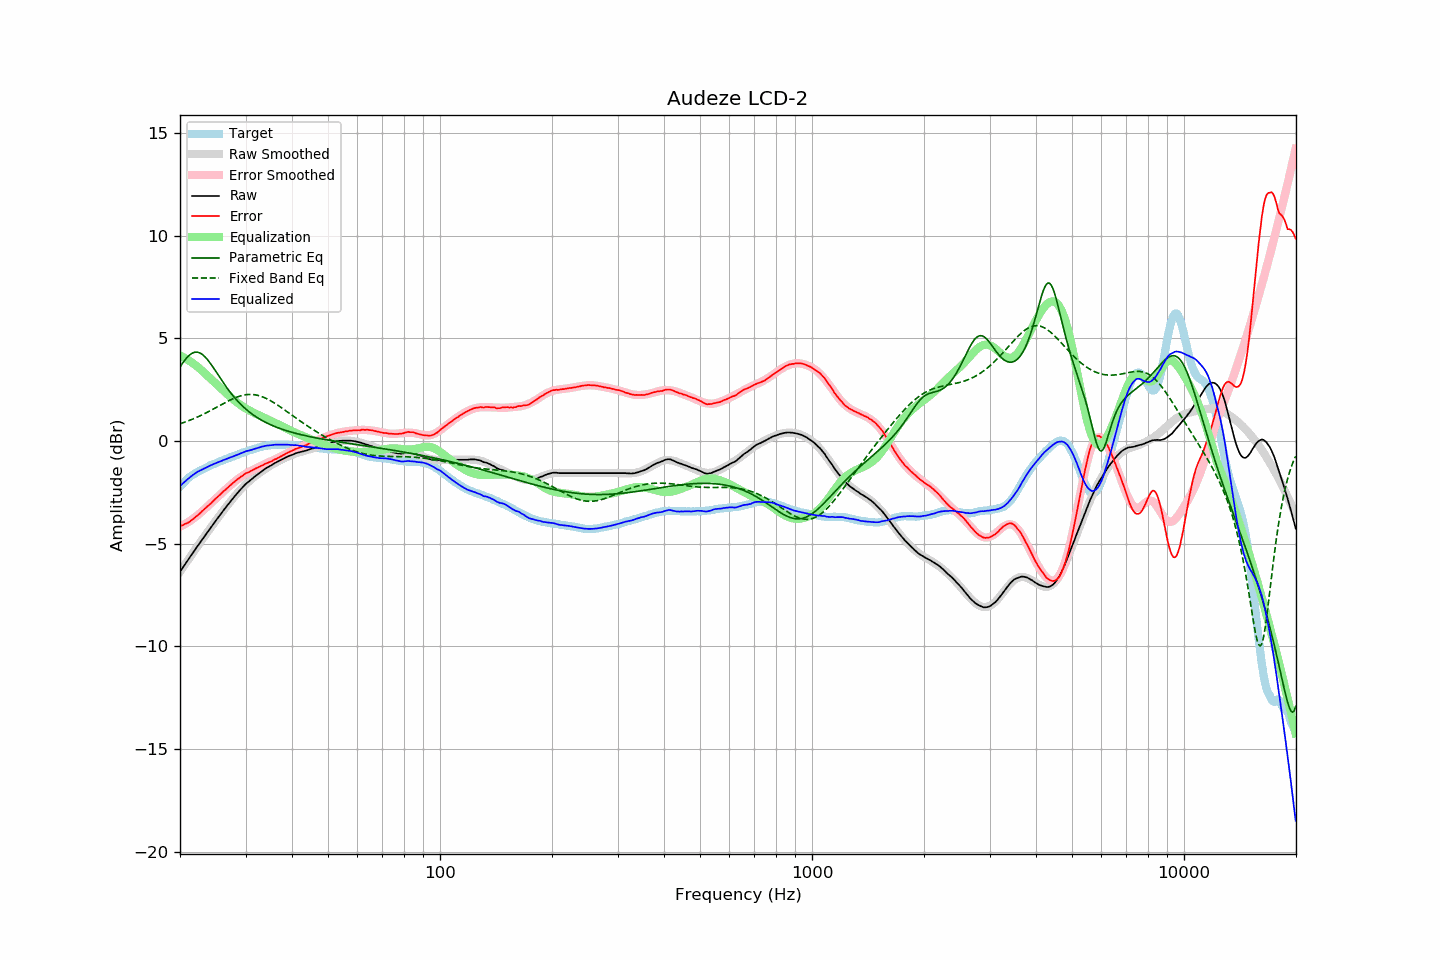 Audeze LCD-2
15
10
5
0
−5
−10
−15
−20
Amplitude (dBr)
Target
Raw Smoothed
Error Smoothed
Raw
Error
Equalization
Parametric Eq
Fixed Band Eq
Equalized
100
1000
10000
Frequency (Hz)